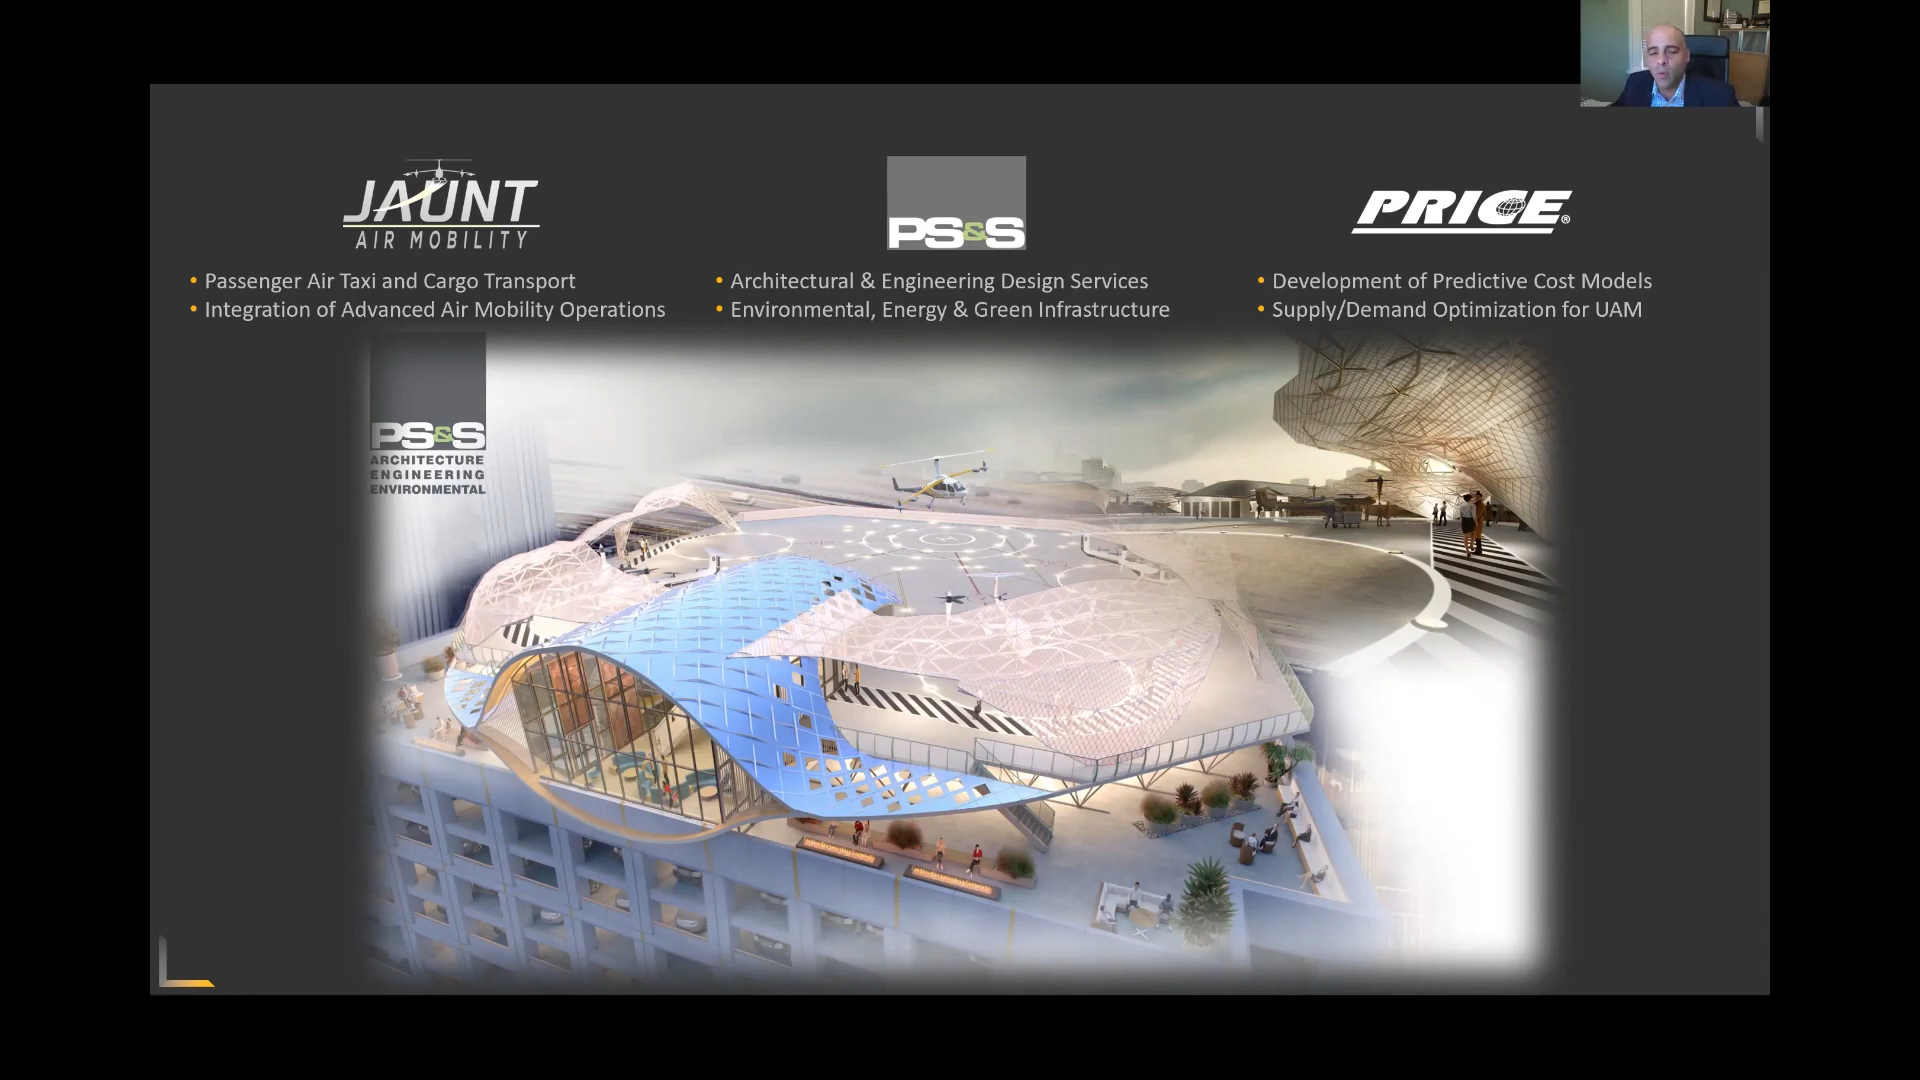 JAUNT
AIR MOBILITY
• Passenger Air Taxi and Cargo Transport
• Integration of Advanced Air Mobility Operations
PS&S
• Architectural & Engineering Design Services
• Environmental, Energy & Green Infrastructure
PRICE®
• Development of Predictive Cost Models
• Supply/Demand Optimization for UAM
PS&S
ARCHITECTURE
ENGINEERING
ENVIRONMENTAL
H